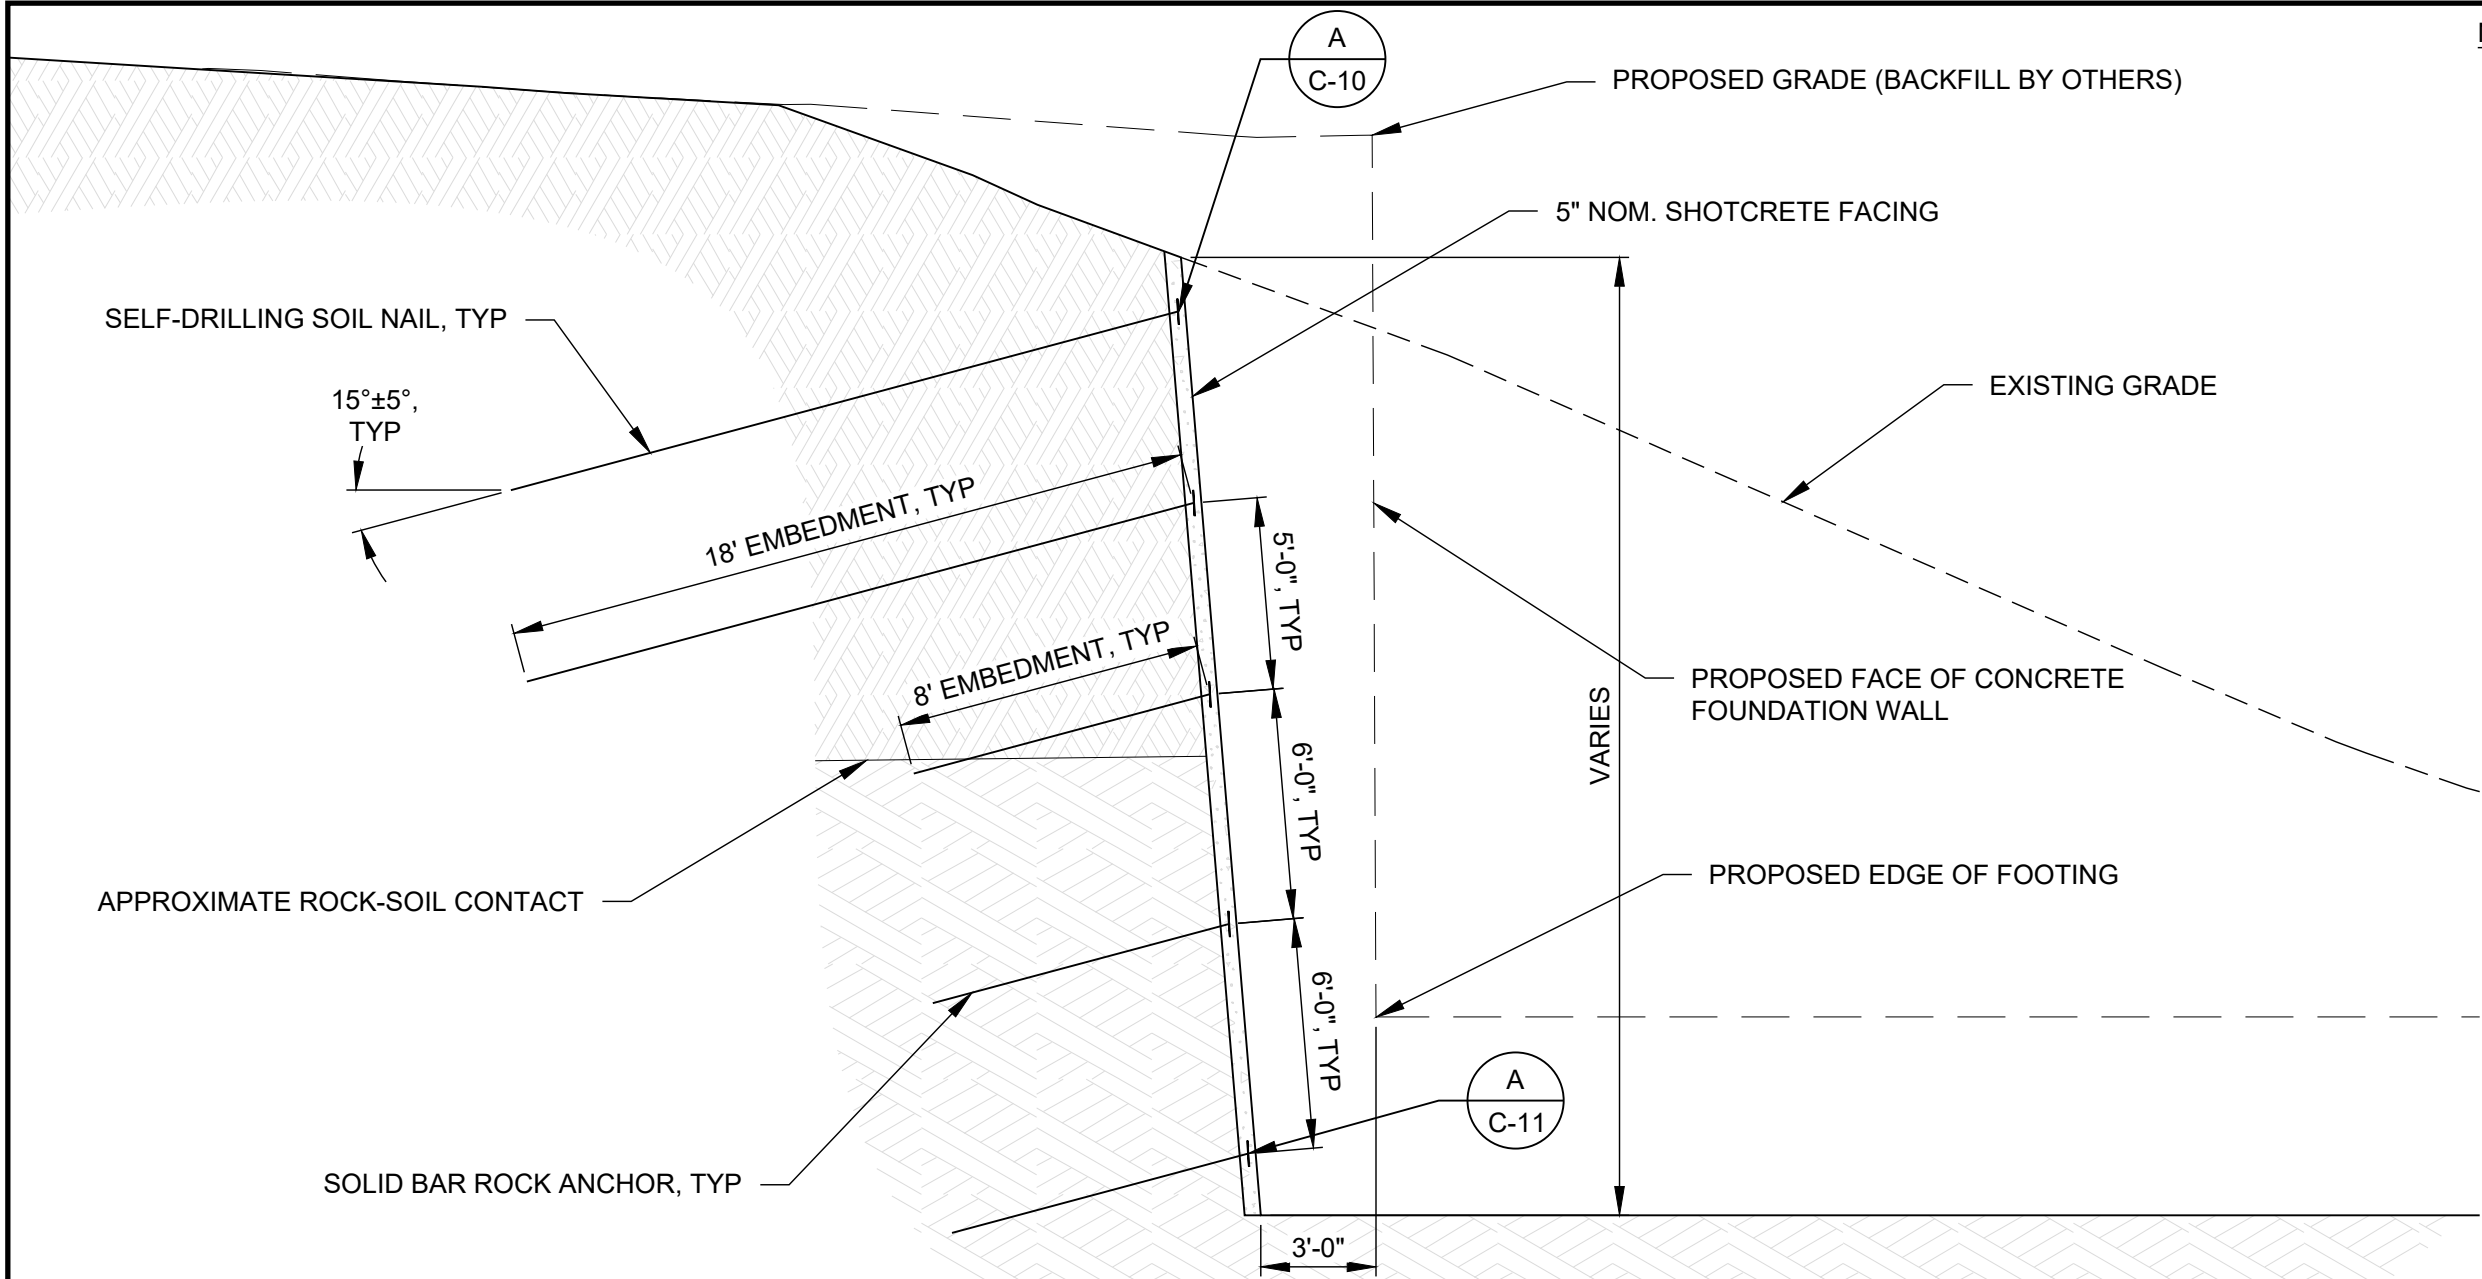 A
C-10
PROPOSED GRADE (BACKFILL BY OTHERS)
5" NOM. SHOTCRETE FACING
SELF-DRILLING SOIL NAIL, TYP
15°±5°,
TYP
EXISTING GRADE
18' EMBEDMENT, TYP
5'-0", TYP
8' EMBEDMENT, TYP
PROPOSED FACE OF CONCRETE
FOUNDATION WALL
VARIES
6'-0", TYP
APPROXIMATE ROCK-SOIL CONTACT
PROPOSED EDGE OF FOOTING
6'-0", TYP
A
C-11
SOLID BAR ROCK ANCHOR, TYP
3'-0"